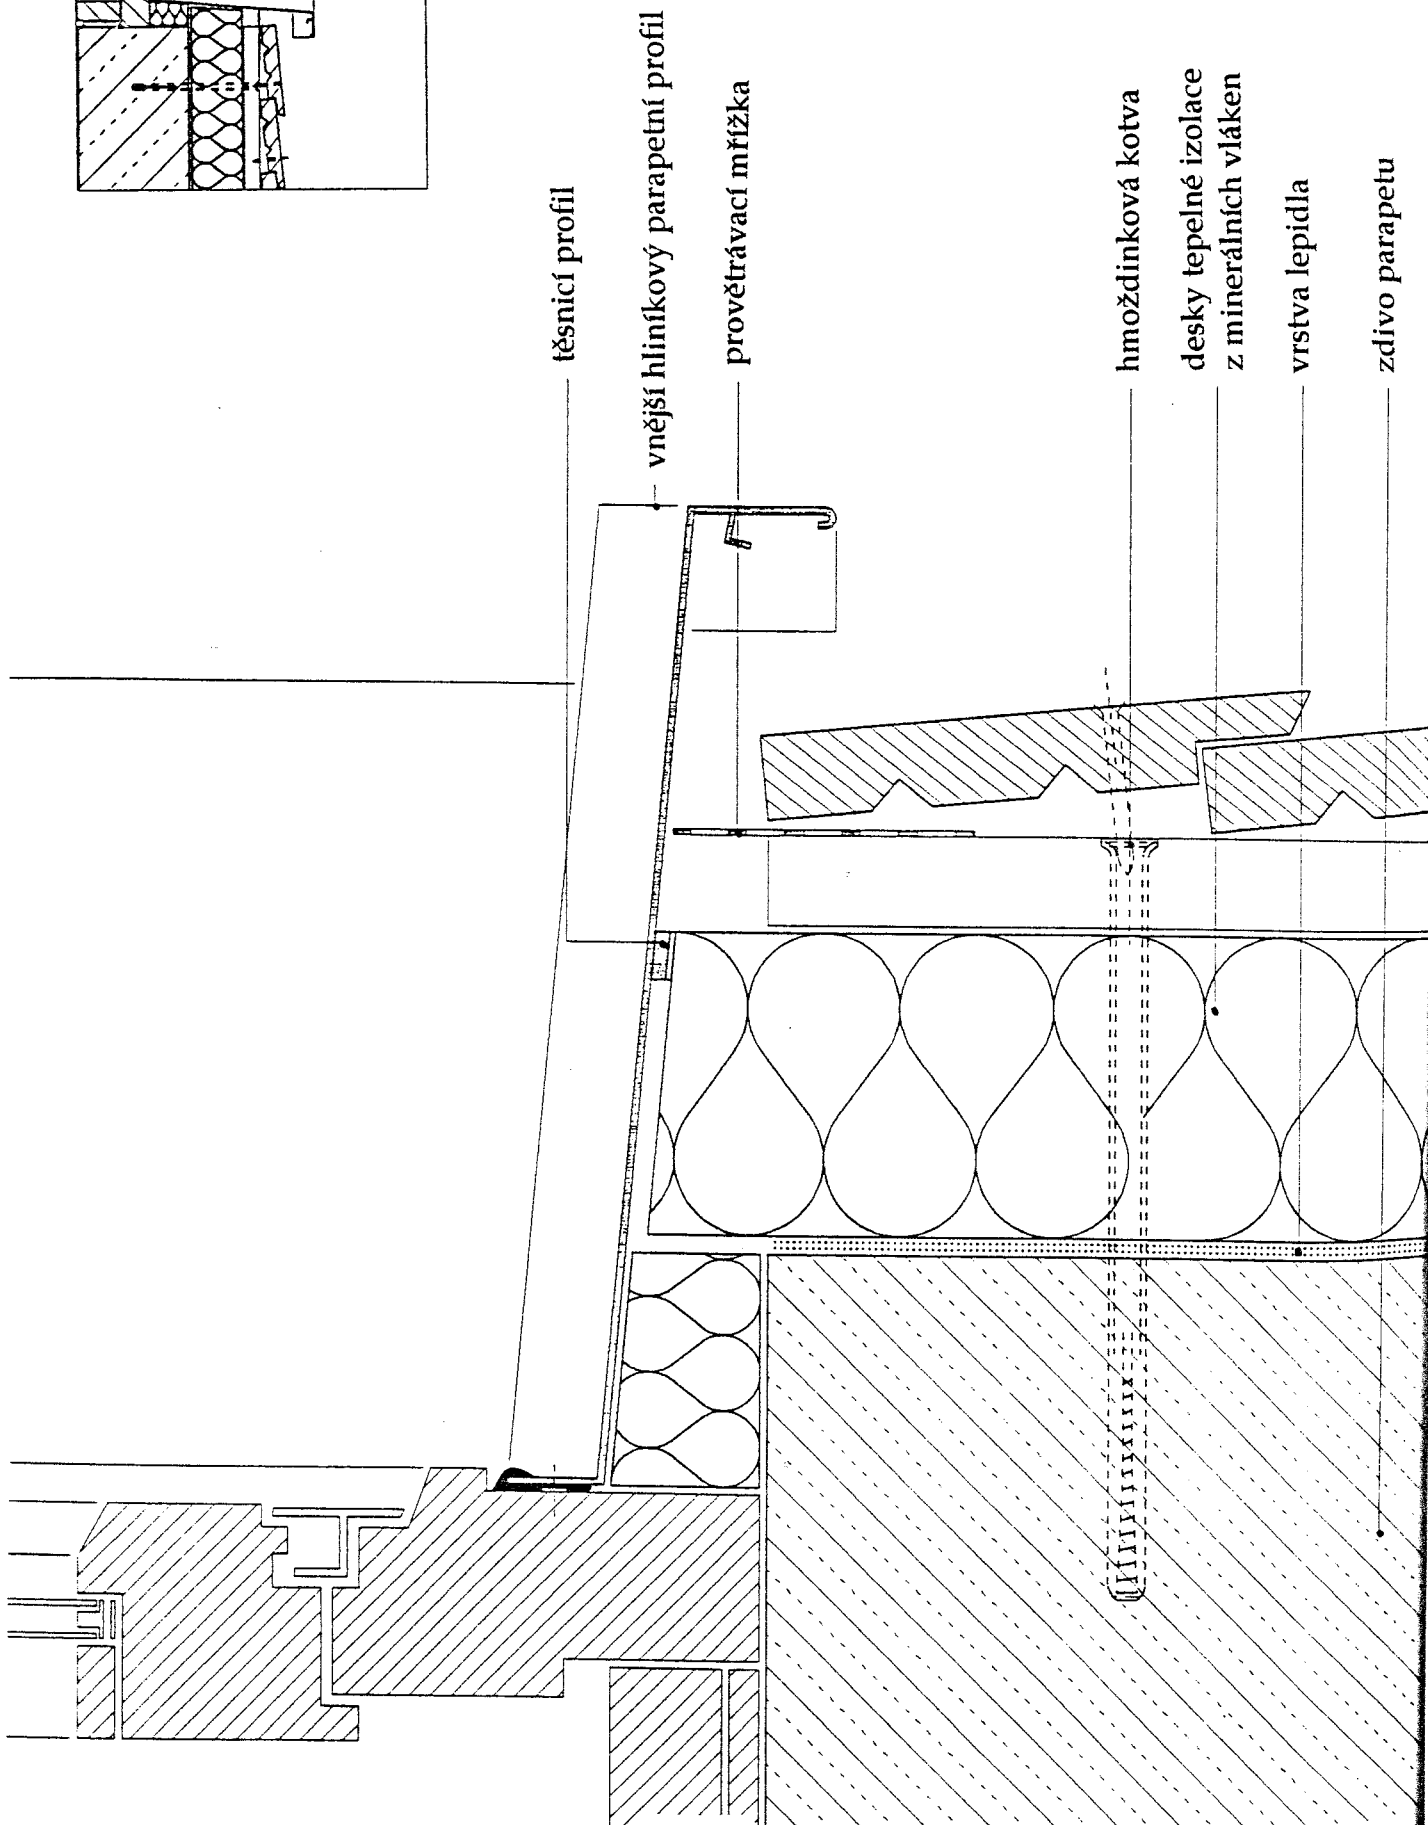 těsnicí profil
vnější hliníkový parapetní profil
provětrávací mřížka
hmoždinková kotva
desky tepelné izolace
z minerálních vláken
vrstva lepidla
zdivo parapetu